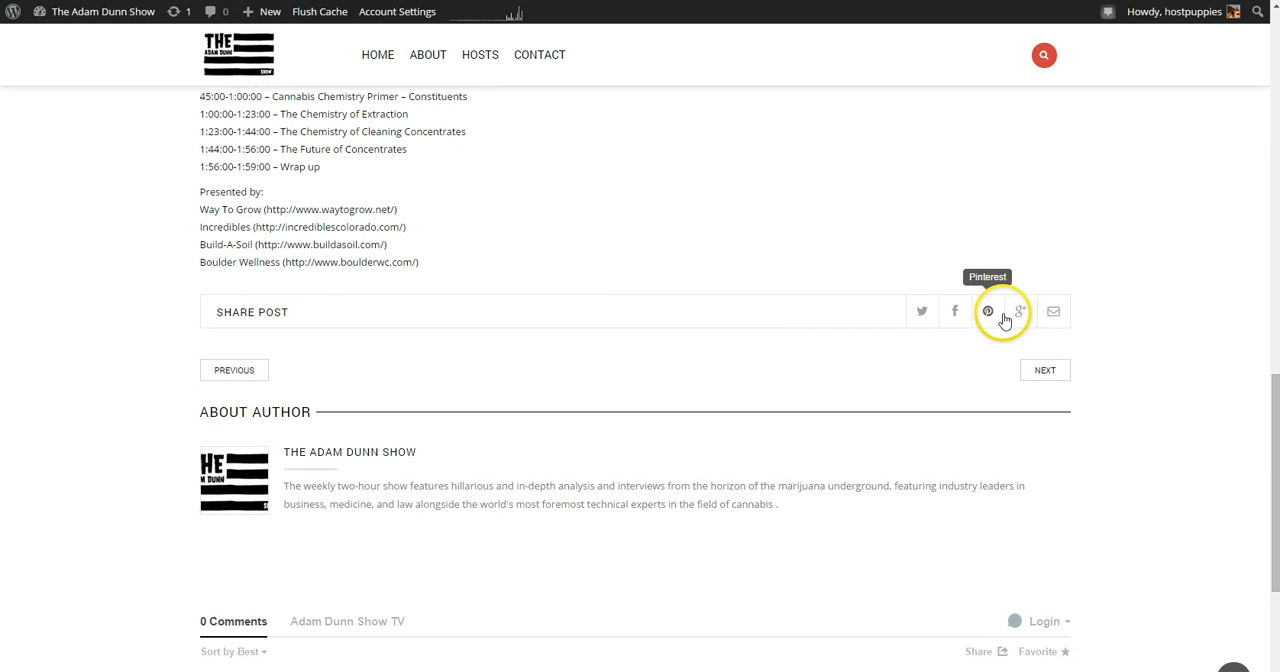 The Adam Dunn Show 1 0 New Flush Cache Account Settings Howdy, hostpuppies
THE
ADAM DUNN
SHOW
HOME ABOUT HOSTS CONTACT
45:00-1:00:00 – Cannabis Chemistry Primer – Constituents
1:00:00-1:23:00 – The Chemistry of Extraction
1:23:00-1:44:00 – The Chemistry of Cleaning Concentrates
1:44:00-1:56:00 – The Future of Concentrates
1:56:00-1:59:00 – Wrap up
Presented by:
Way To Grow (http://www.waytogrow.net/)
Incredibles (http://incrediblescolorado.com/)
Build-A-Soil (http://www.buildasoil.com/)
Boulder Wellness (http://www.boulderwc.com/)
Pinterest
SHARE POST
PREVIOUS NEXT
ABOUT AUTHOR
HE
M DUNN
THE ADAM DUNN SHOW
The weekly two-hour show features hillarious and in-depth analysis and interviews from the horizon of the marijuana underground, featuring industry leaders in
business, medicine, and law alongside the world's most foremost technical experts in the field of cannabis .
0 Comments Adam Dunn Show TV Login
Sort by Best Share Favorite